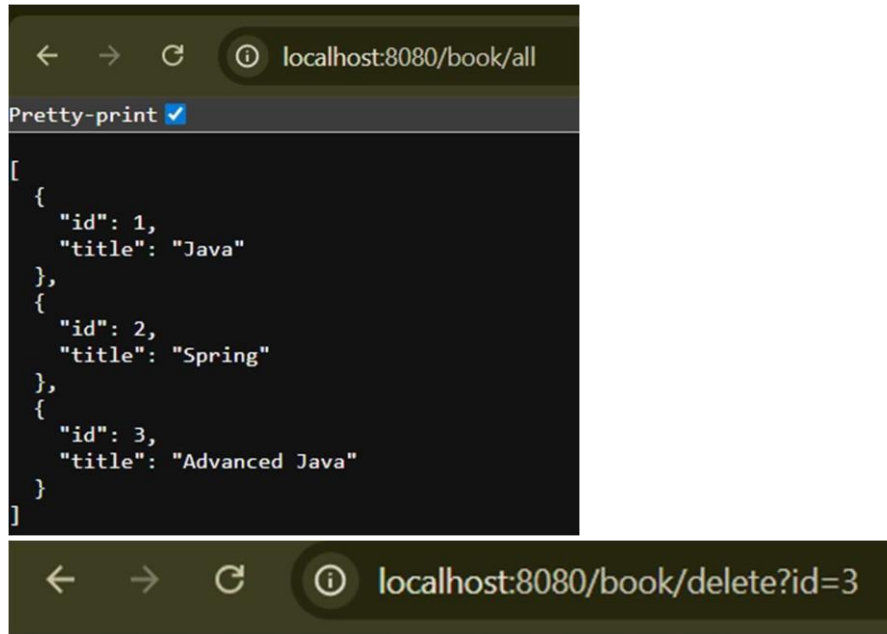 localhost:8080/book/all
Pretty-print
[
  {
    "id": 1,
    "title": "Java"
  },
  {
    "id": 2,
    "title": "Spring"
  },
  {
    "id": 3,
    "title": "Advanced Java"
  }
]
localhost:8080/book/delete?id=3